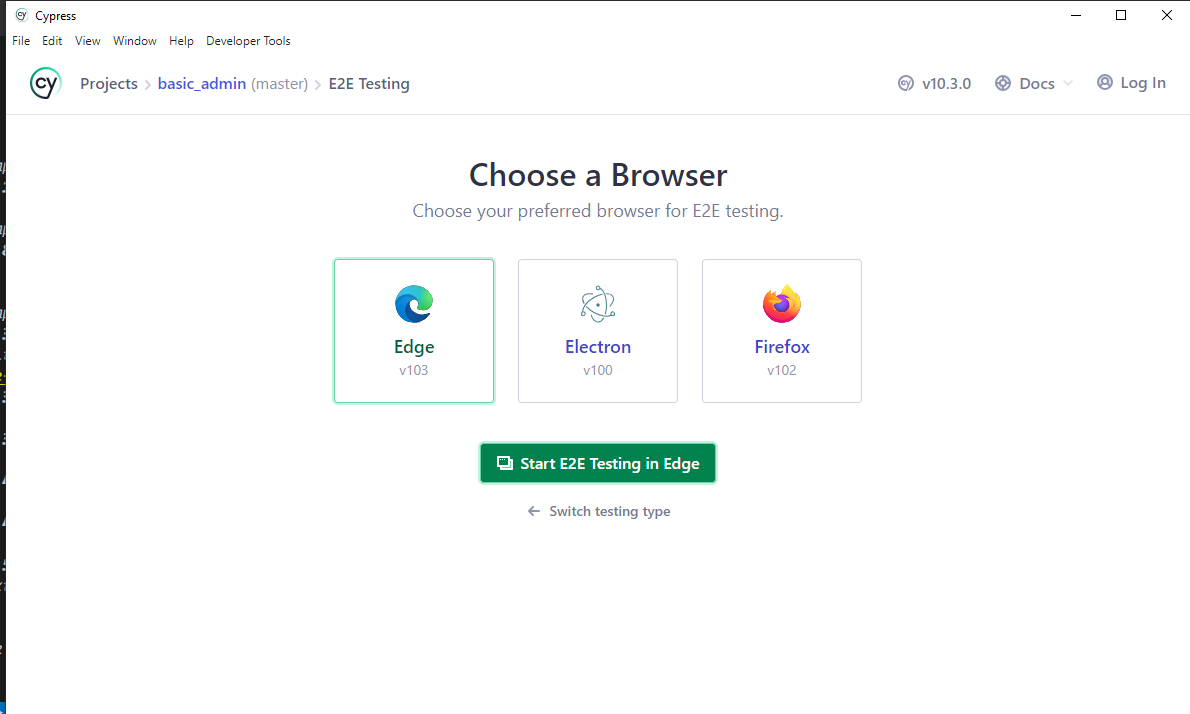 Cypress
File Edit View Window Help Developer Tools
cy Projects > basic_admin (master) > E2E Testing v10.3.0 Docs Log In
Choose a Browser
Choose your preferred browser for E2E testing.
Edge Electron Firefox
v103 v100 v102
Start E2E Testing in Edge
← Switch testing type